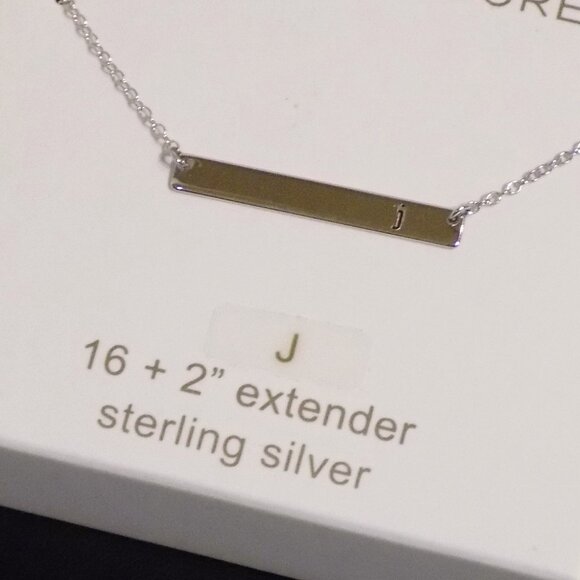 j
J
16 + 2” extender
sterling silver